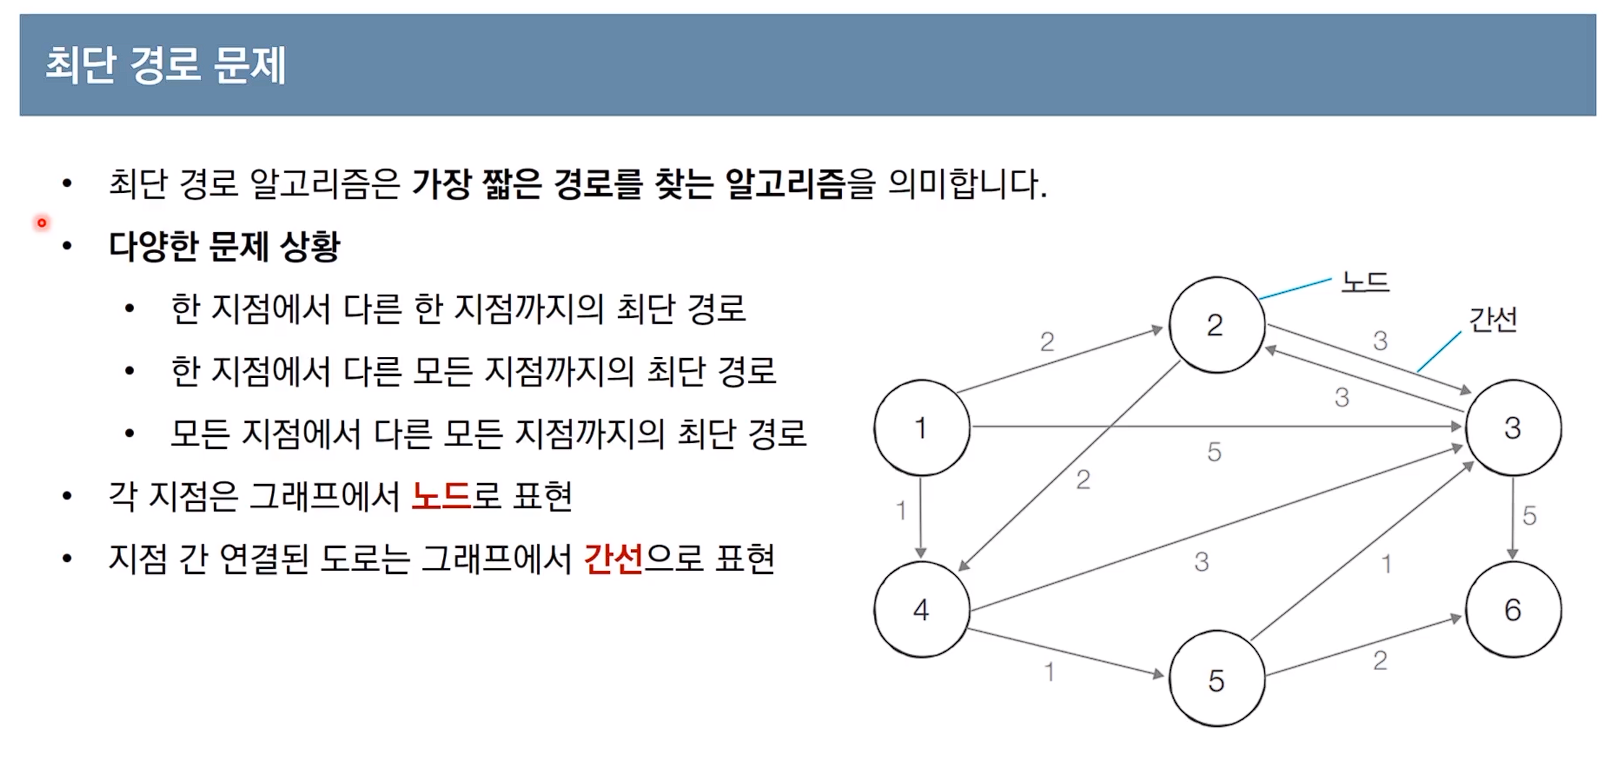 최단 경로 문제
• 최단 경로 알고리즘은 가장 짧은 경로를 찾는 알고리즘을 의미합니다.
• 다양한 문제 상황
• 한 지점에서 다른 한 지점까지의 최단 경로
• 한 지점에서 다른 모든 지점까지의 최단 경로
• 모든 지점에서 다른 모든 지점까지의 최단 경로
• 각 지점은 그래프에서 노드로 표현
• 지점 간 연결된 도로는 그래프에서 간선으로 표현
노드
간선
2
2
3
3
1
3
5
2
1
5
3
1
4
6
5
1
2